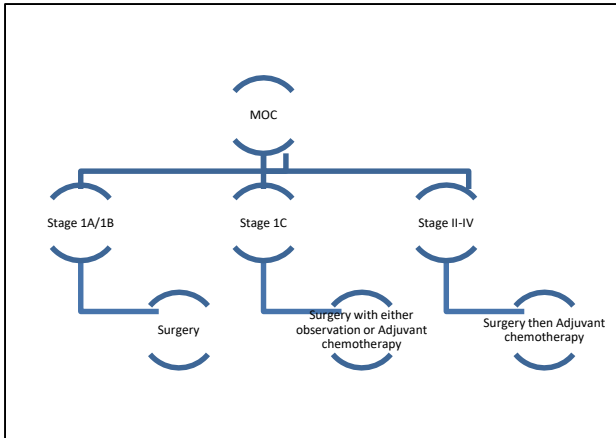 MOC
Stage 1A/1B
Stage 1C
Stage II-IV
Surgery
Surgery with either
observation or Adjuvant
chemotherapy
Surgery then Adjuvant
chemotherapy